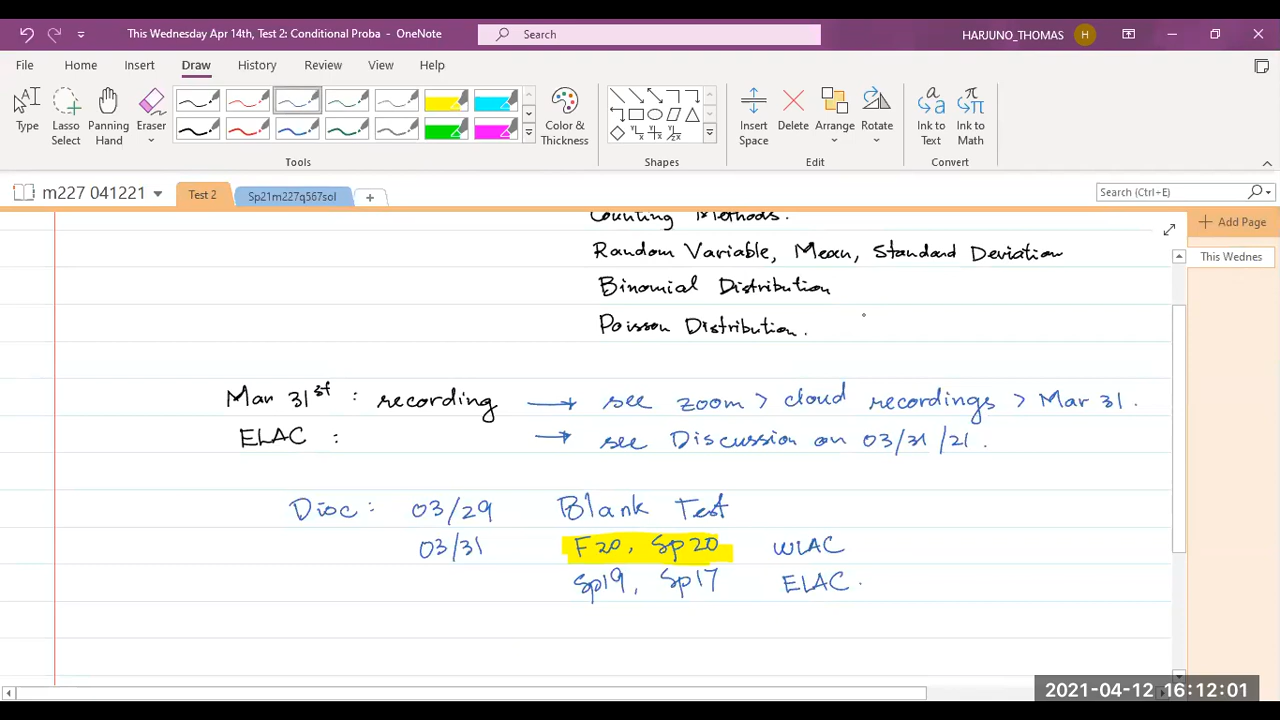 This Wednesday Apr 14th, Test 2: Conditional Proba - OneNote
Search
HARJUNO_THOMAS
H
File Home Insert Draw History Review View Help
Type
Lasso Select
Panning Hand
Eraser
Color & Thickness
Insert Space
Delete
Arrange
Rotate
Ink to Text
Ink to Math
Tools
Shapes
Edit
Convert
m227 041221
Test 2
Sp21m227q567sol
Search (Ctrl+E)
Add Page
This Wednes
Counting Methods.
Random Variable, Mean, Standard Deviation
Binomial Distribution
Poisson Distribution.
Mar 31st : recording → see zoom > cloud recordings > Mar 31.
ELAC : → see Discussion on 03/31/21.
Disc: 03/29 Blank Test
03/31 F20, Sp20 WLAC
Sp19, Sp17 ELAC.
2021-04-12 16:12:01